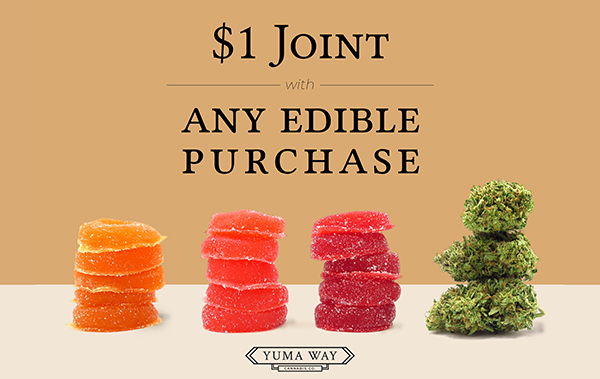 $1 Joint
with
ANY EDIBLE
PURCHASE
YUMA WAY
CANNABIS CO.